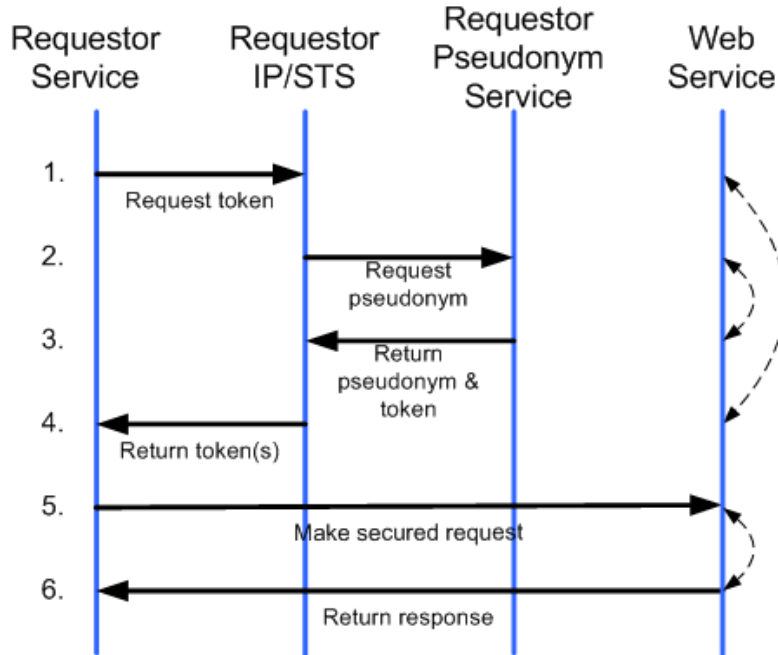 Requestor
Service
Requestor
IP/STS
Requestor
Pseudonym
Service
Web
Service
1.
Request token
2.
Request
pseudonym
3.
Return
pseudonym &
token
4.
Return token(s)
5.
Make secured request
6.
Return response